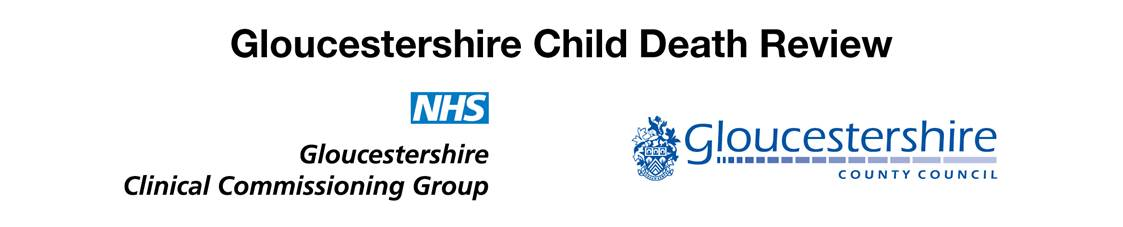 Gloucestershire Child Death Review
NHS
Gloucestershire
Clinical Commissioning Group
Gloucestershire
COUNTY COUNCIL